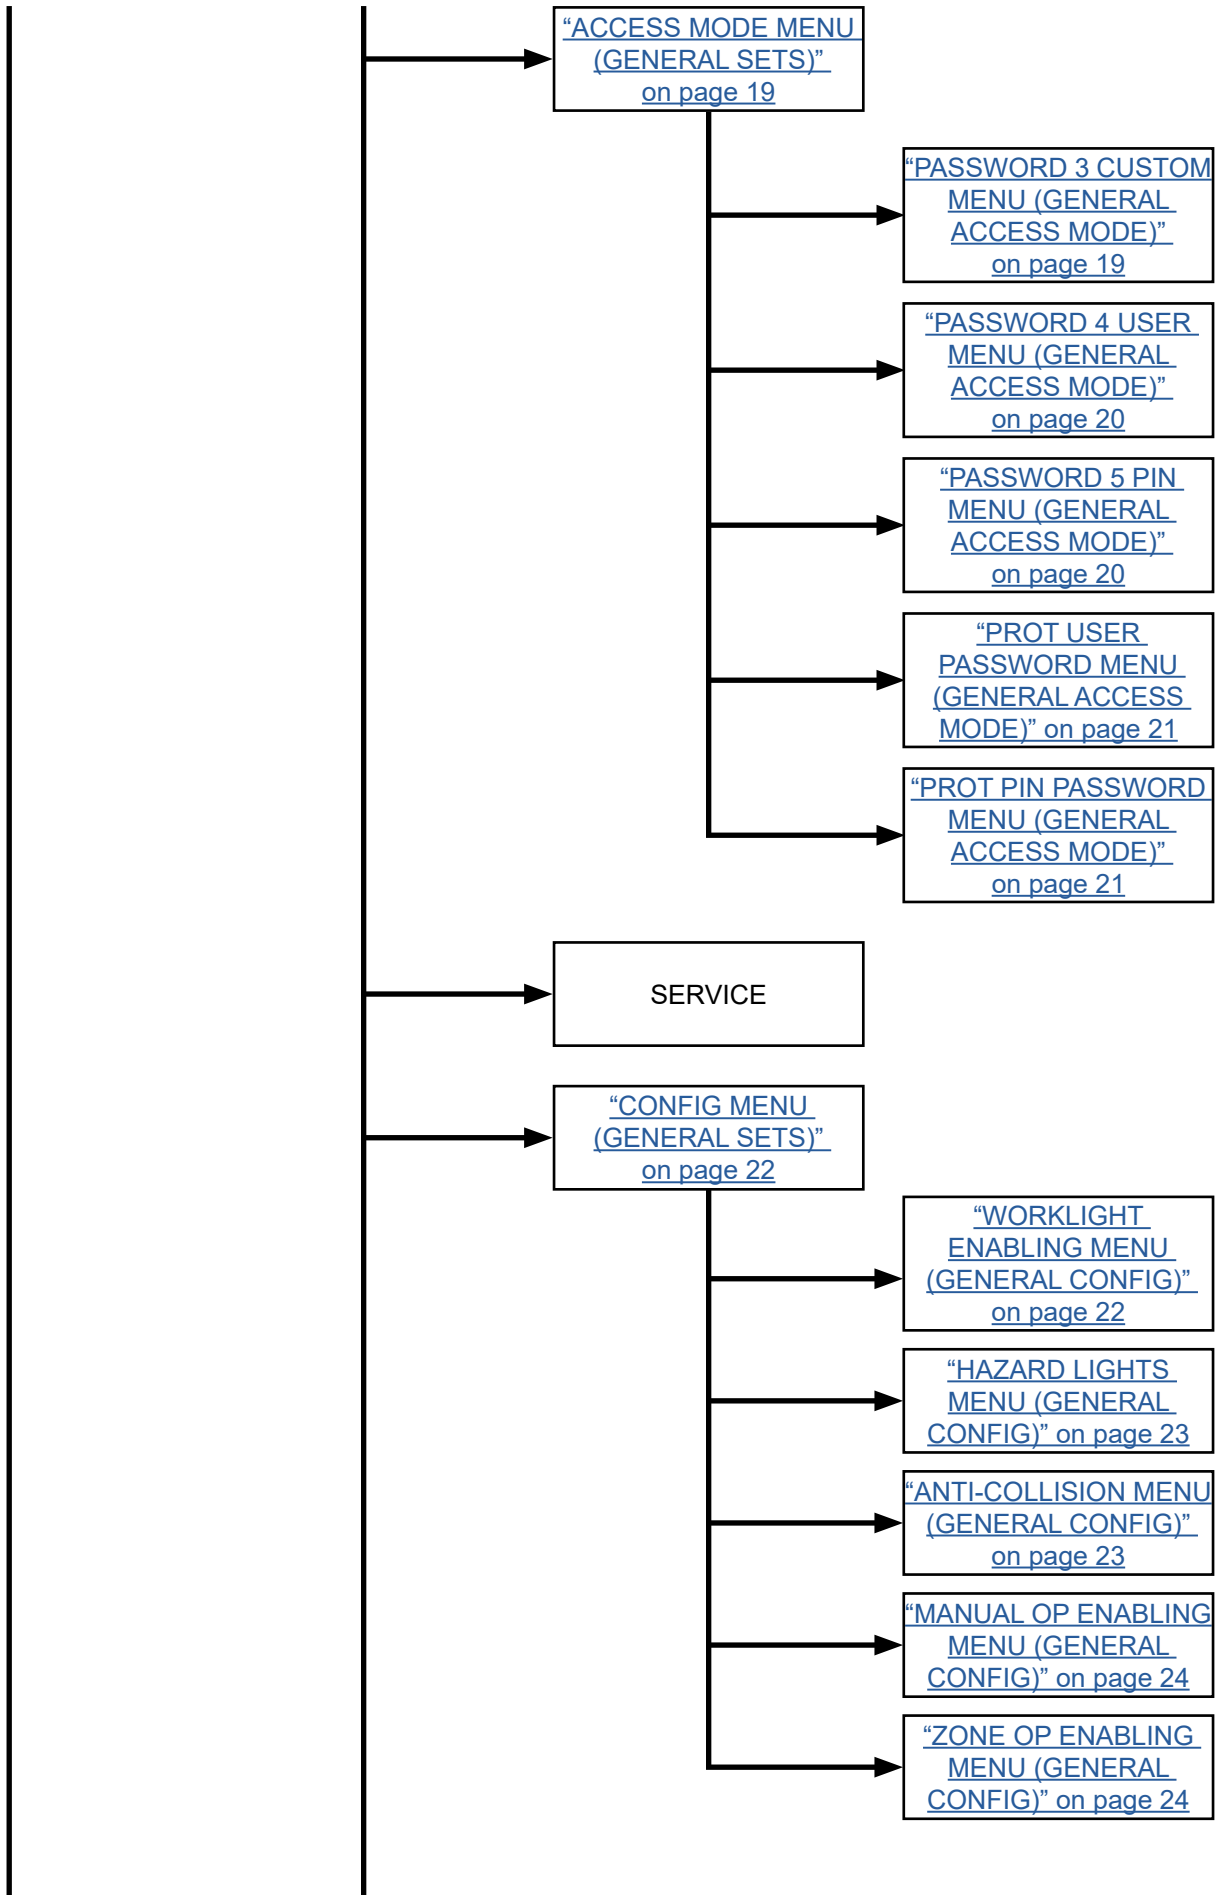 “ACCESS MODE MENU
(GENERAL SETS)”
on page 19
“PASSWORD 3 CUSTOM
MENU (GENERAL
ACCESS MODE)”
on page 19
“PASSWORD 4 USER
MENU (GENERAL
ACCESS MODE)”
on page 20
“PASSWORD 5 PIN
MENU (GENERAL
ACCESS MODE)”
on page 20
“PROT USER
PASSWORD MENU
(GENERAL ACCESS
MODE)” on page 21
“PROT PIN PASSWORD
MENU (GENERAL
ACCESS MODE)”
on page 21
SERVICE
“CONFIG MENU
(GENERAL SETS)”
on page 22
“WORKLIGHT
ENABLING MENU
(GENERAL CONFIG)”
on page 22
“HAZARD LIGHTS
MENU (GENERAL
CONFIG)” on page 23
“ANTI-COLLISION MENU
(GENERAL CONFIG)”
on page 23
“MANUAL OP ENABLING
MENU (GENERAL
CONFIG)” on page 24
“ZONE OP ENABLING
MENU (GENERAL
CONFIG)” on page 24